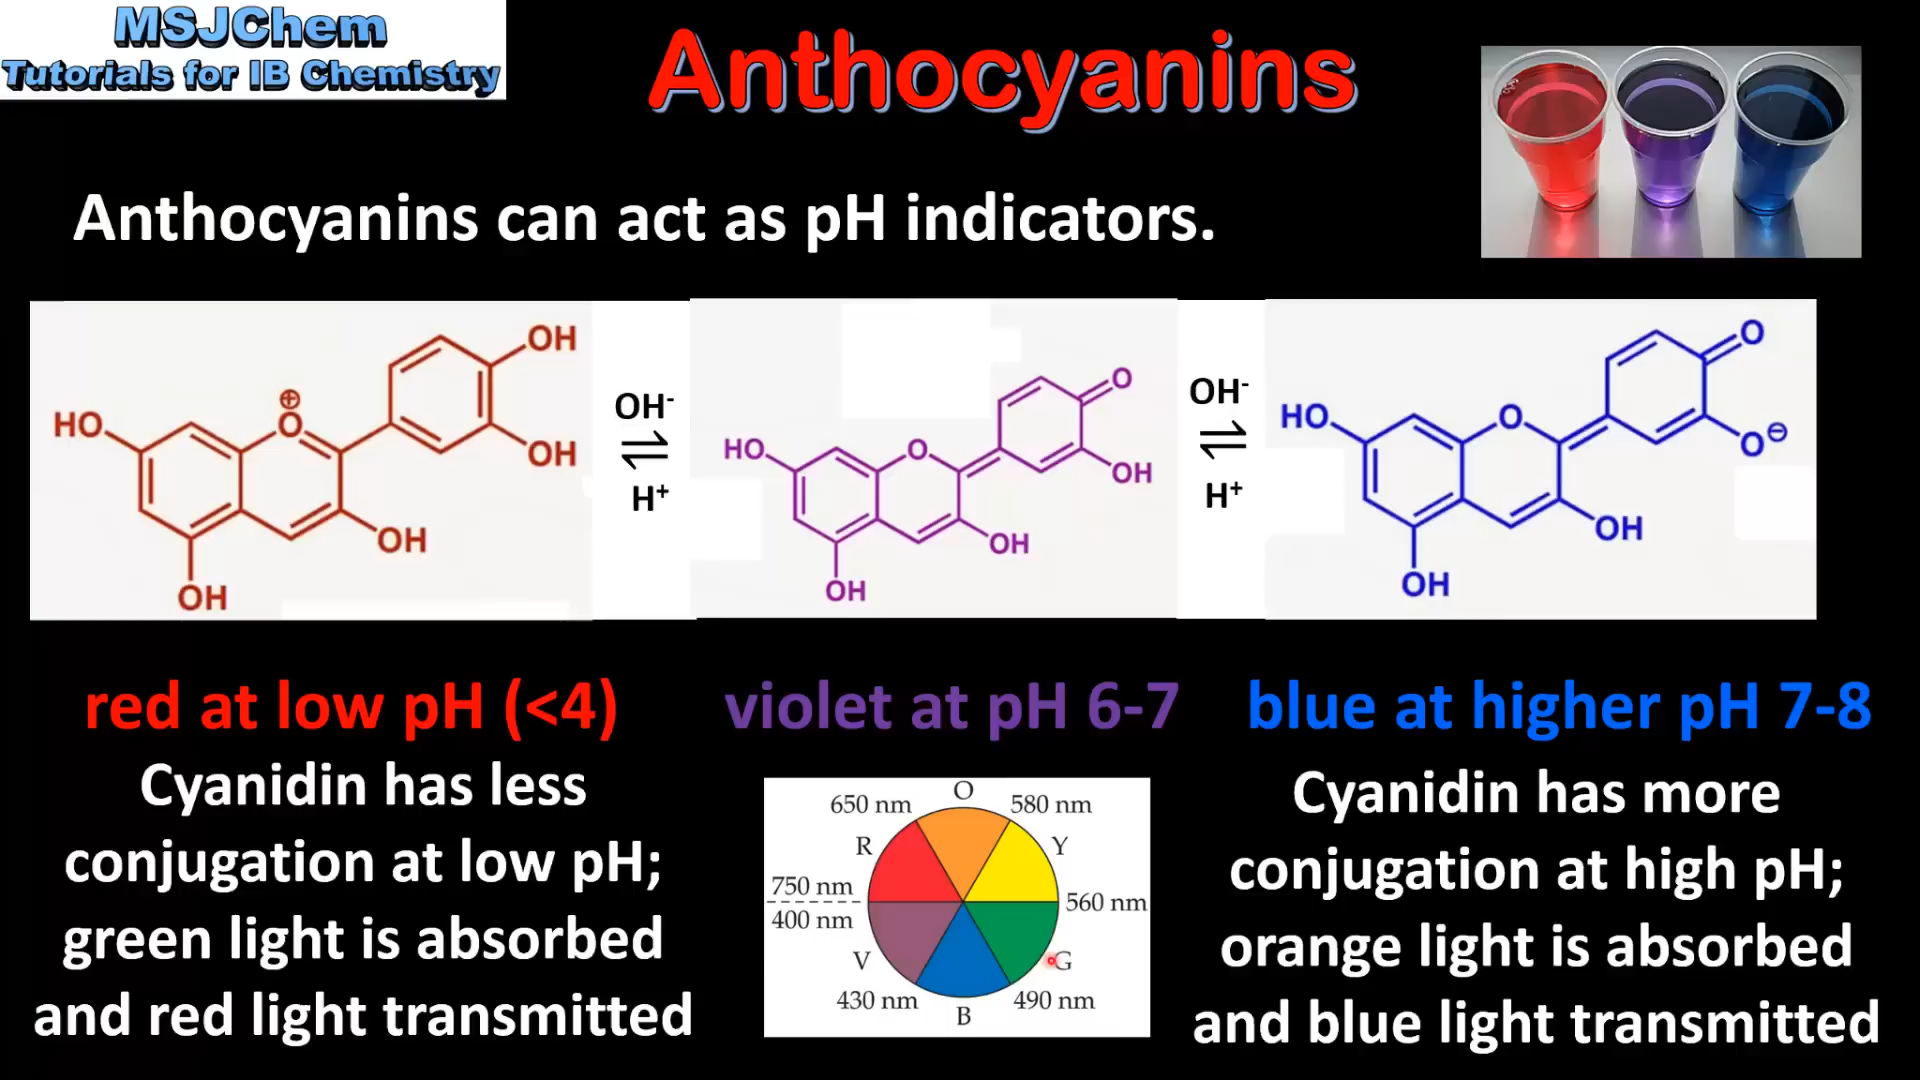 MSJChem
Tutorials for IB Chemistry
Anthocyanins
Anthocyanins can act as pH indicators.
HO
⊕
O
OH
OH
OH
OH
OH-
⇌
H+
HO
O
O
OH
OH
OH
OH-
⇌
H+
HO
O
O
O⊖
OH
OH
red at low pH (<4)
violet at pH 6-7
blue at higher pH 7-8
Cyanidin has less
conjugation at low pH;
green light is absorbed
and red light transmitted
O
650 nm
580 nm
R
Y
750 nm
400 nm
560 nm
V
G
430 nm
490 nm
B
Cyanidin has more
conjugation at high pH;
orange light is absorbed
and blue light transmitted